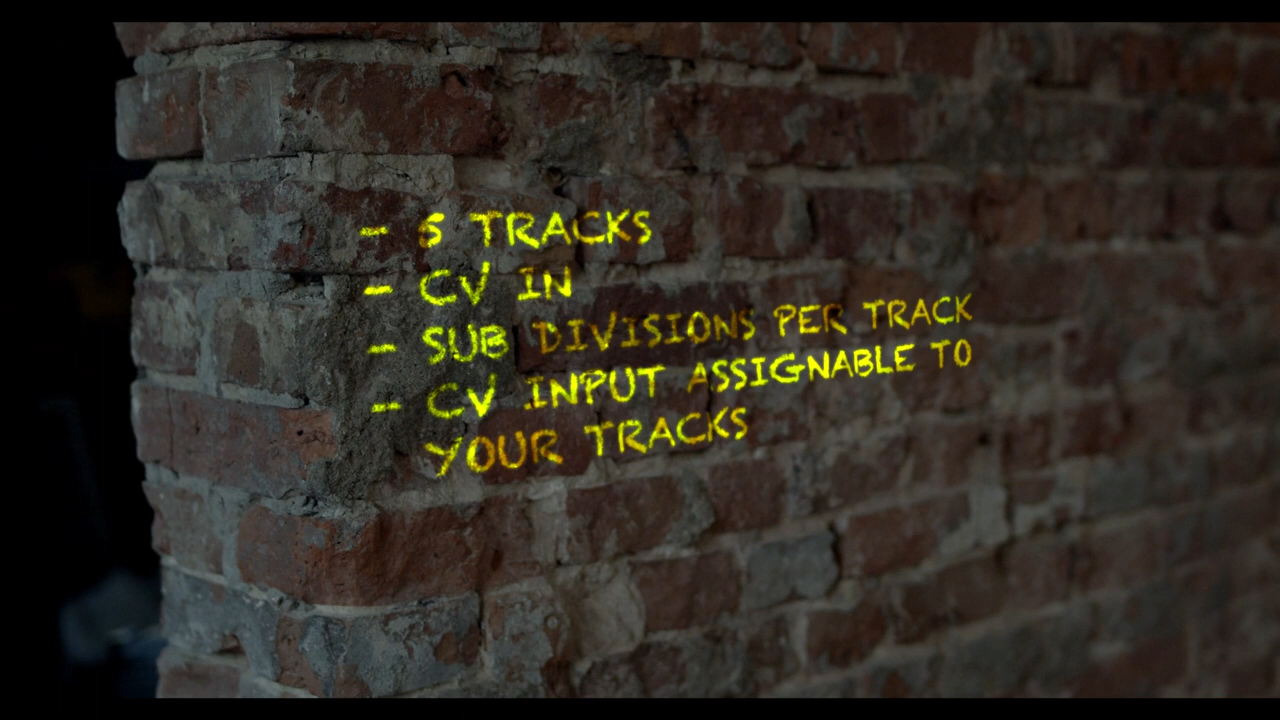 - 6 TRACKS
- CV IN
- SUB DIVISIONS PER TRACK
- CV INPUT ASSIGNABLE TO
YOUR TRACKS